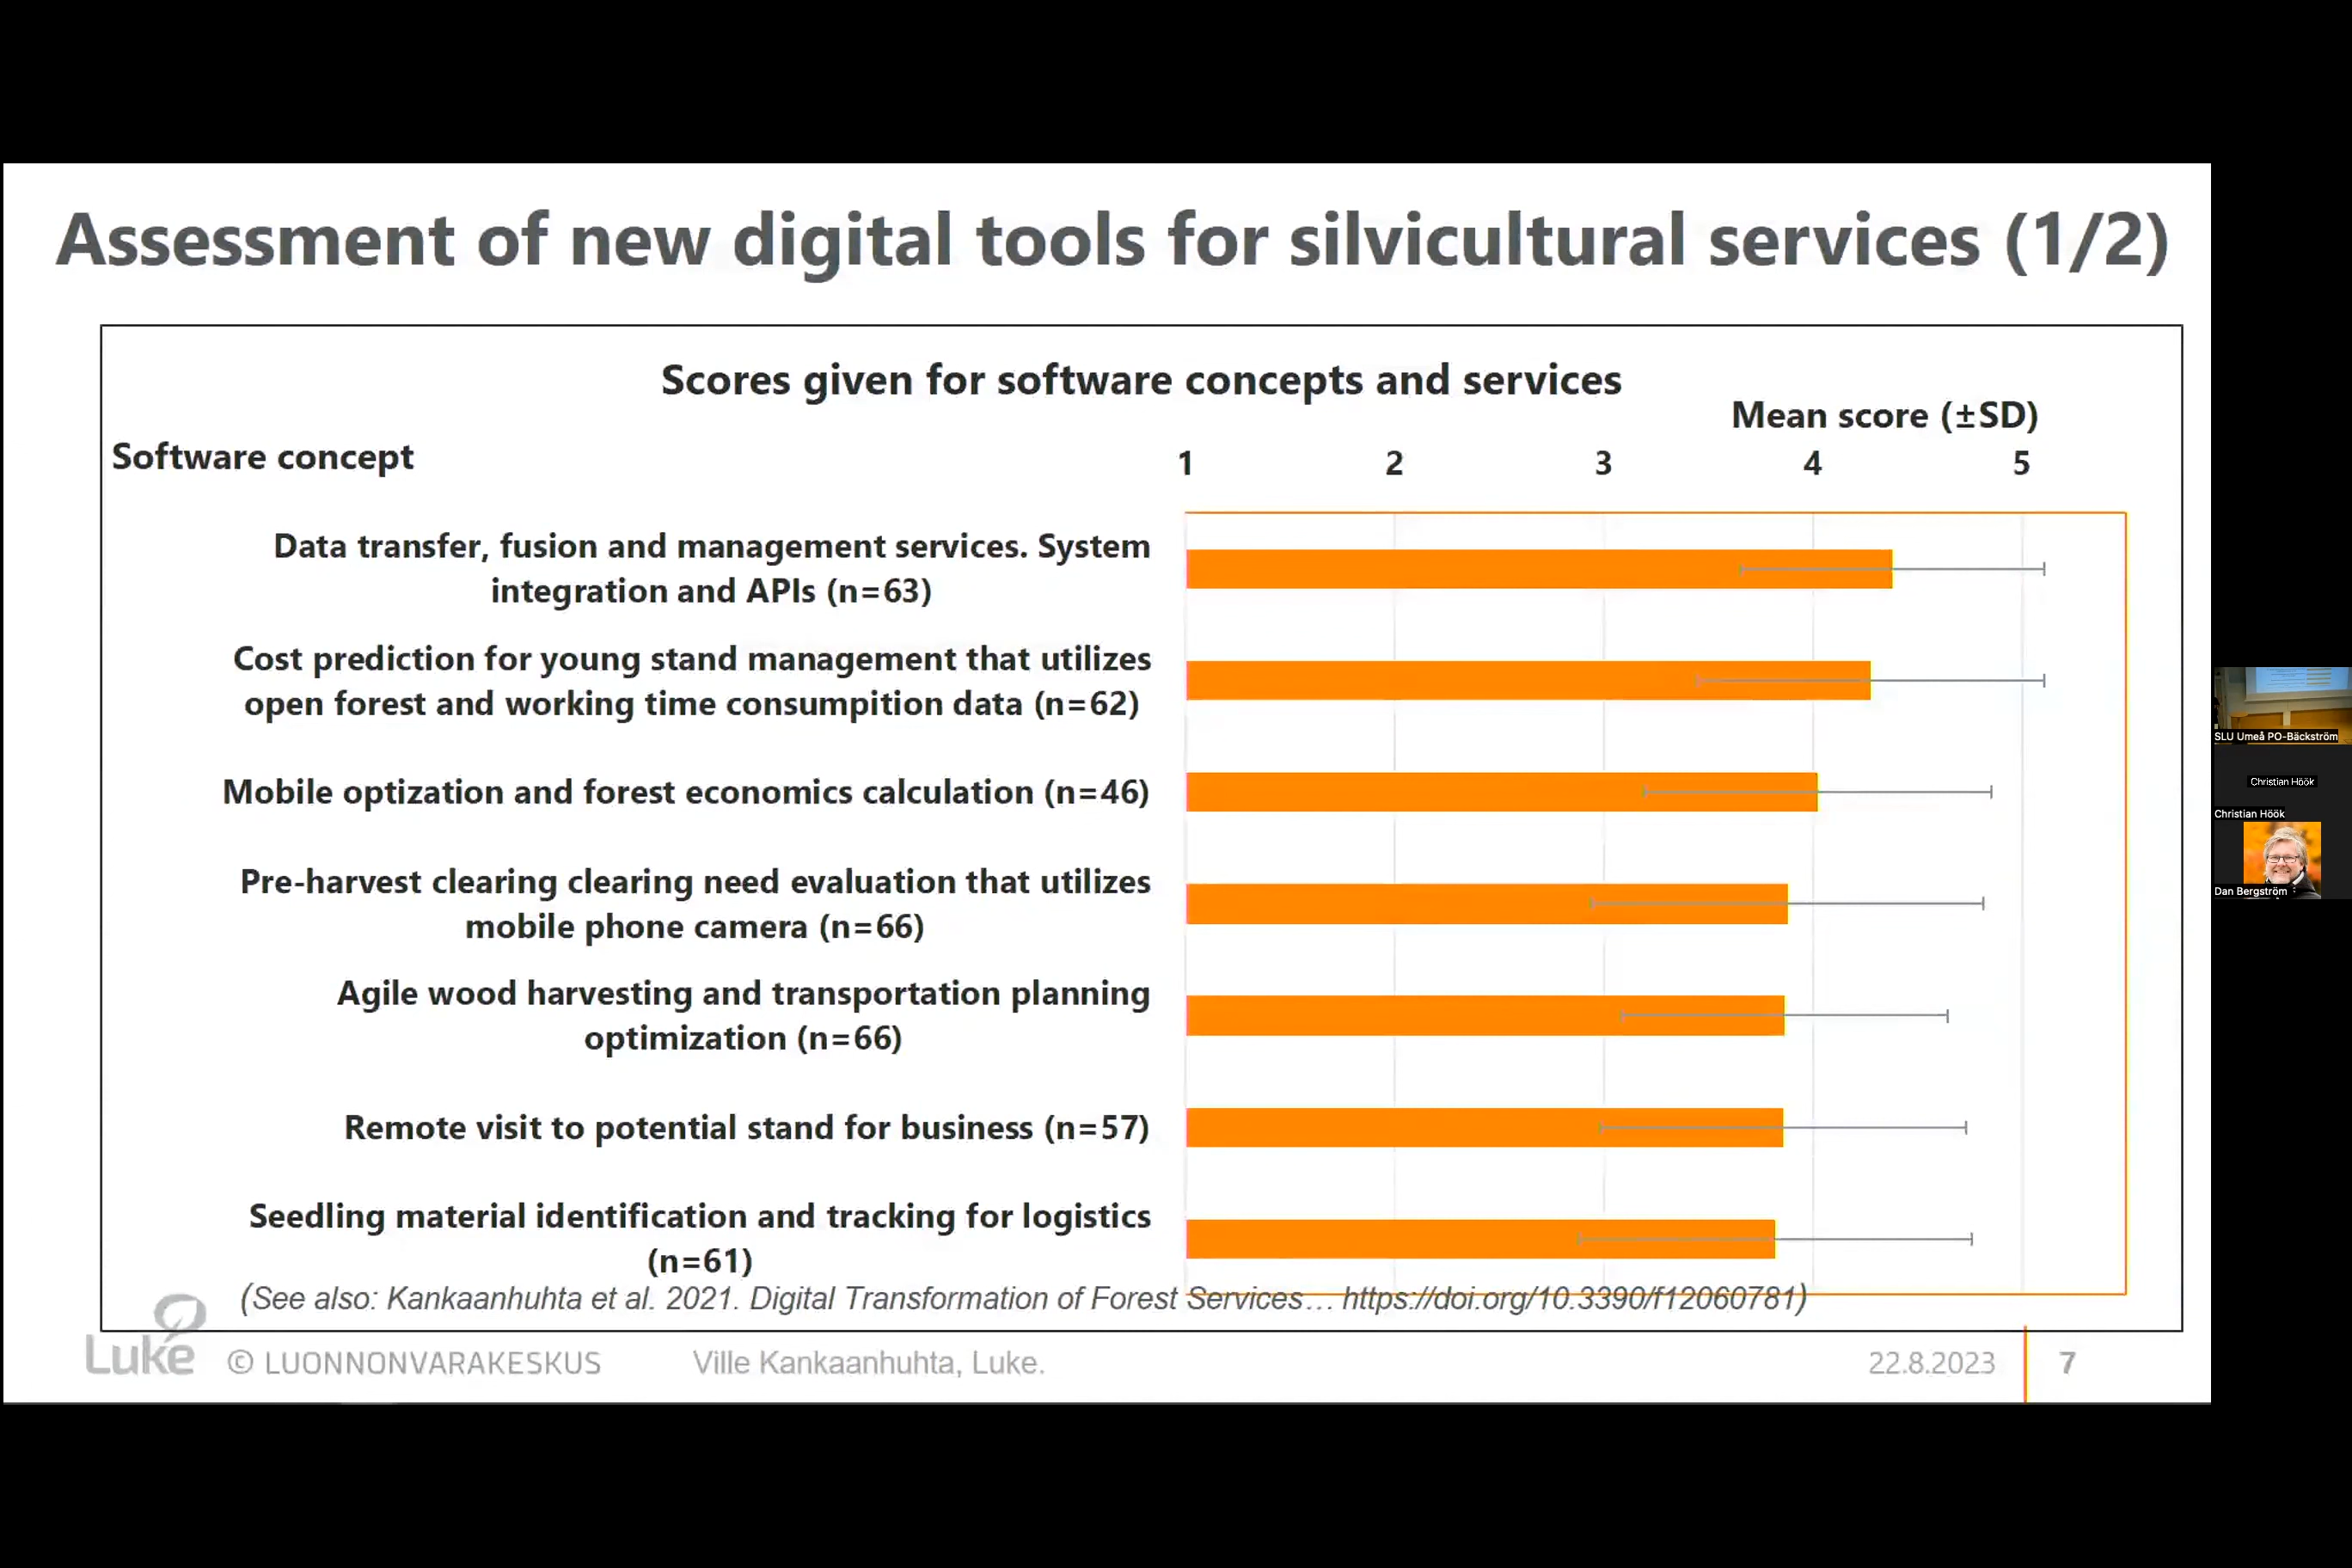 Assessment of new digital tools for silvicultural services (1/2)
Scores given for software concepts and services
Mean score (±SD)
Software concept
1 2 3 4 5
Data transfer, fusion and management services. System
integration and APIs (n=63)
Cost prediction for young stand management that utilizes
open forest and working time consumpition data (n=62)
Mobile optization and forest economics calculation (n=46)
Pre-harvest clearing clearing need evaluation that utilizes
mobile phone camera (n=66)
Agile wood harvesting and transportation planning
optimization (n=66)
Remote visit to potential stand for business (n=57)
Seedling material identification and tracking for logistics
(n=61)
(See also: Kankaanhuhta et al. 2021. Digital Transformation of Forest Services... https://doi.org/10.3390/f12060781)
Luke © LUONNONVARAKESKUS Ville Kankaanhuhta, Luke. 22.8.2023 7
SLU Umeå PO-Bäckström
Christian Höök
Christian Höök
Dan Bergström